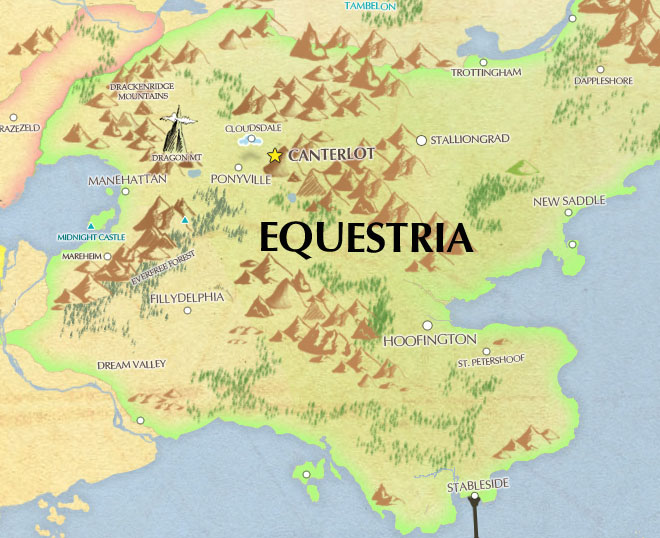 TAMBELON
TROTTINGHAM
DAPPLESHORE
DRACKENRIDGE
MOUNTAINS
RAZEZELD
CLOUDSDALE
STALLIONGRAD
DRAGON MT
CANTERLOT
MANEHATTAN
PONYVILLE
NEW SADDLE
MIDNIGHT CASTLE
EQUESTRIA
MAREHEIM
EVERFREE FOREST
FILLYDELPHIA
HOOFINGTON
ST. PETERSHOOF
DREAM VALLEY
STABLESIDE